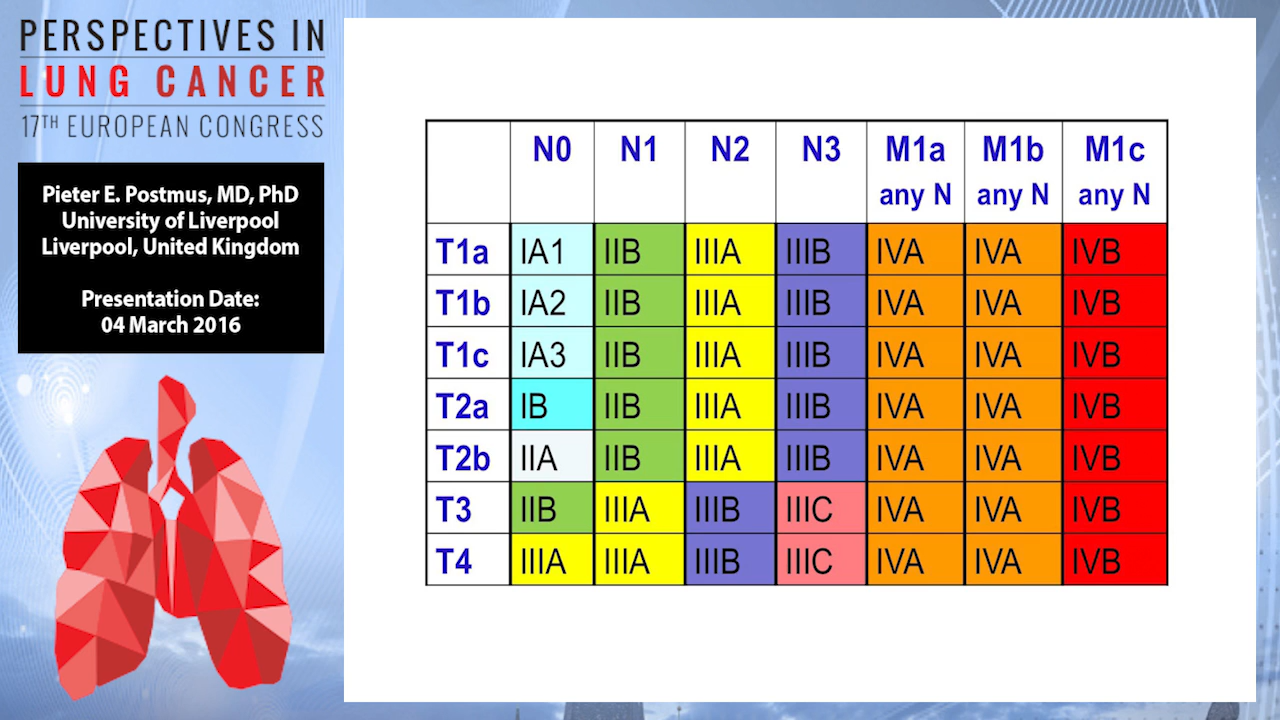 PERSPECTIVES IN
LUNG CANCER
17TH EUROPEAN CONGRESS
Pieter E. Postmus, MD, PhD
University of Liverpool
Liverpool, United Kingdom
Presentation Date:
04 March 2016
N0 N1 N2 N3 M1a M1b M1c
any N any N any N
T1a IA1 IIB IIIA IIIB IVA IVA IVB
T1b IA2 IIB IIIA IIIB IVA IVA IVB
T1c IA3 IIB IIIA IIIB IVA IVA IVB
T2a IB IIB IIIA IIIB IVA IVA IVB
T2b IIA IIB IIIA IIIB IVA IVA IVB
T3 IIB IIIA IIIB IIIC IVA IVA IVB
T4 IIIA IIIA IIIB IIIC IVA IVA IVB